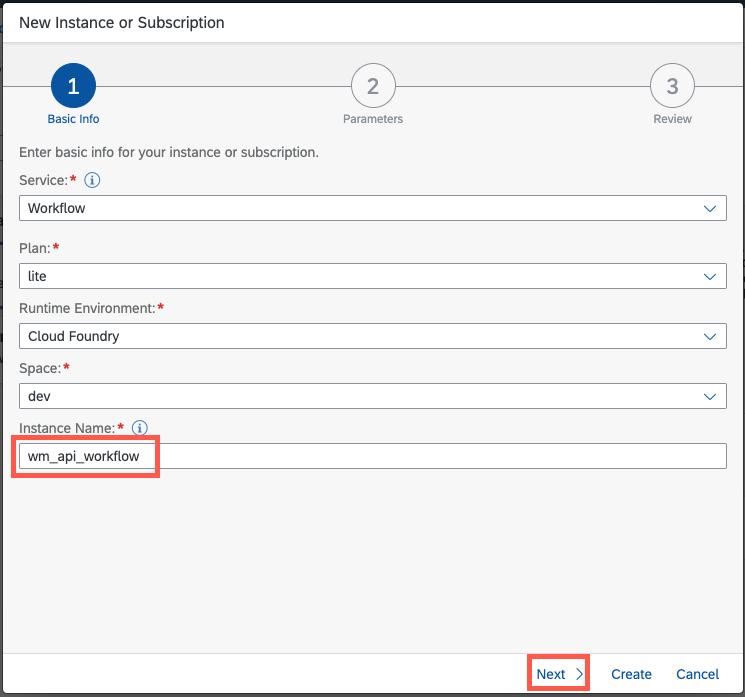 New Instance or Subscription
1
2
3
Basic Info
Parameters
Review
Enter basic info for your instance or subscription.
Service:*
Workflow
Plan:*
lite
Runtime Environment:*
Cloud Foundry
Space:*
dev
Instance Name:*
wm_api_workflow
Next
Create
Cancel